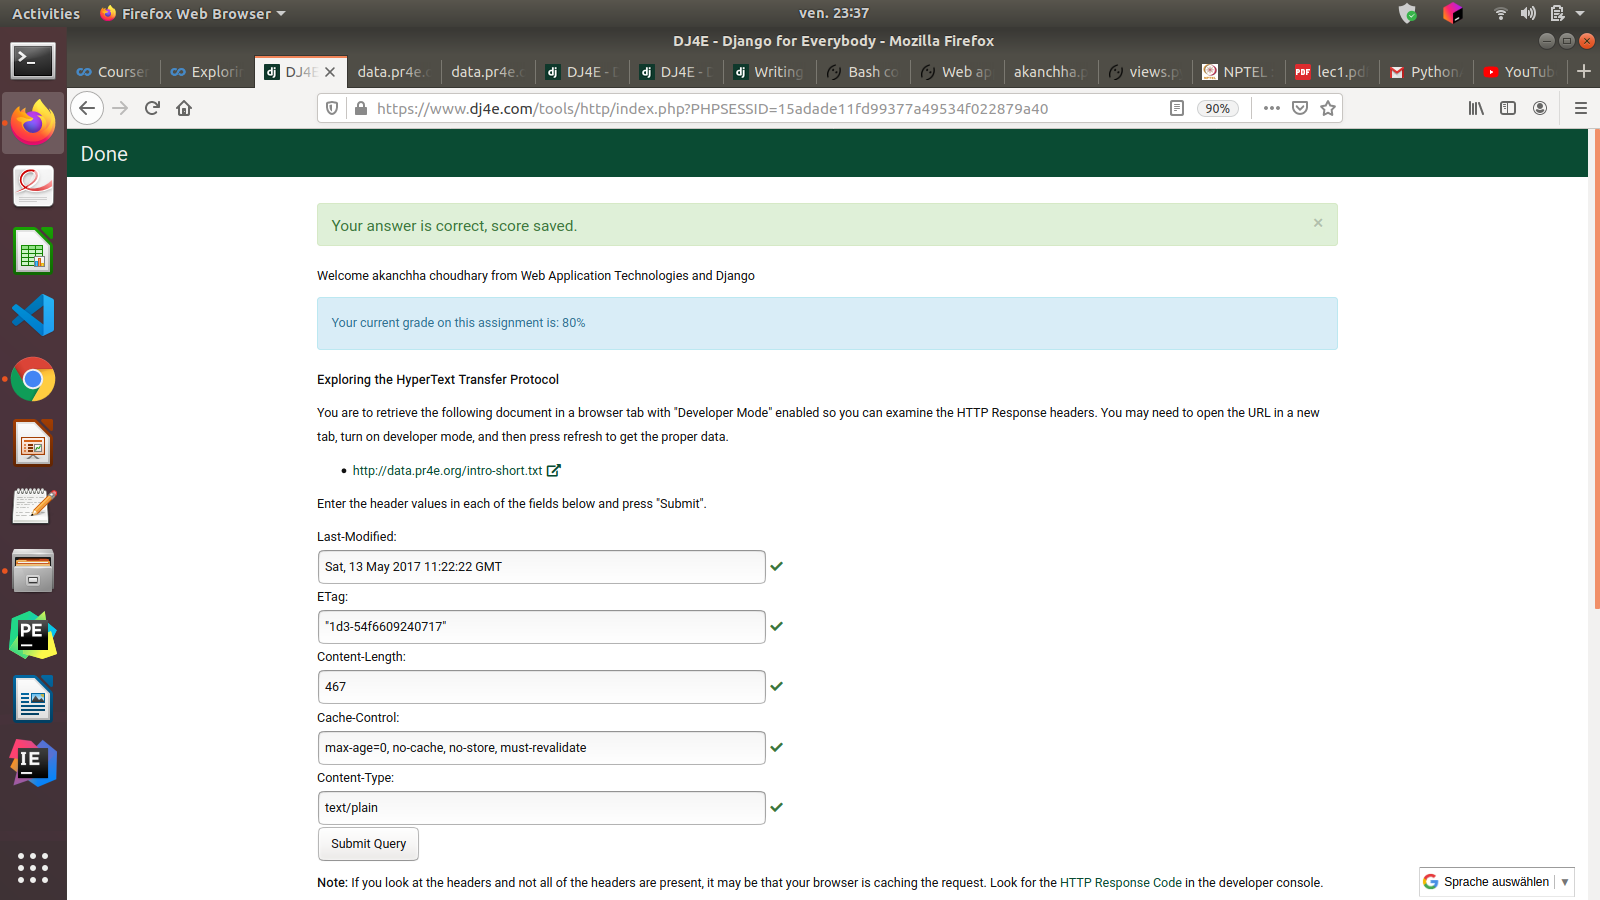 Activities Firefox Web Browser ven. 23:37
DJ4E - Django for Everybody - Mozilla Firefox
Courser Explorin DJ4E data.pr4e.o data.pr4e.o DJ4E - D DJ4E - D Writing Bash co Web ap akanchha.p views.p NPTEL PDF lec1.pdf PythonA YouTub
https://www.dj4e.com/tools/http/index.php?PHPSESSID=15adade11fd99377a49534f022879a40 90%
Done
Your answer is correct, score saved. ×
Welcome akanchha choudhary from Web Application Technologies and Django
Your current grade on this assignment is: 80%
Exploring the HyperText Transfer Protocol
You are to retrieve the following document in a browser tab with "Developer Mode" enabled so you can examine the HTTP Response headers. You may need to open the URL in a new
tab, turn on developer mode, and then press refresh to get the proper data.
• http://data.pr4e.org/intro-short.txt
Enter the header values in each of the fields below and press "Submit".
Last-Modified:
Sat, 13 May 2017 11:22:22 GMT
ETag:
"1d3-54f6609240717"
Content-Length:
467
Cache-Control:
max-age=0, no-cache, no-store, must-revalidate
Content-Type:
text/plain
Submit Query
Note: If you look at the headers and not all of the headers are present, it may be that your browser is caching the request. Look for the HTTP Response Code in the developer console.
G Sprache auswählen
PE
IE